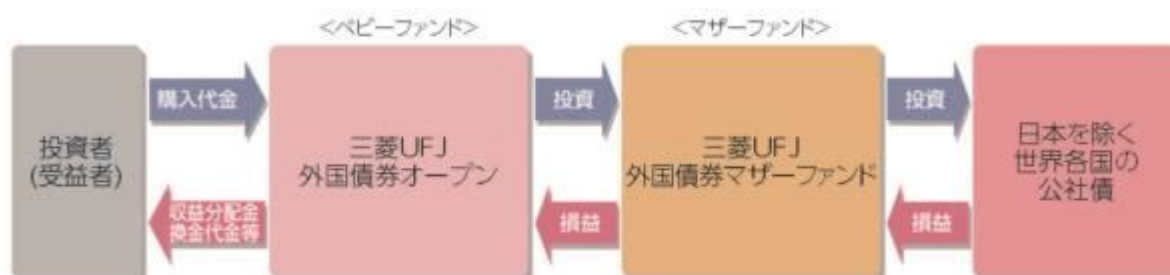 <ベビーファンド>
<マザーファンド>
投資者
(受益者)
購入代金
収益分配金
換金代金等
三菱UFJ
外国債券オープン
投資
損益
三菱UFJ
外国債券マザーファンド
投資
損益
日本を除く
世界各国の
公社債